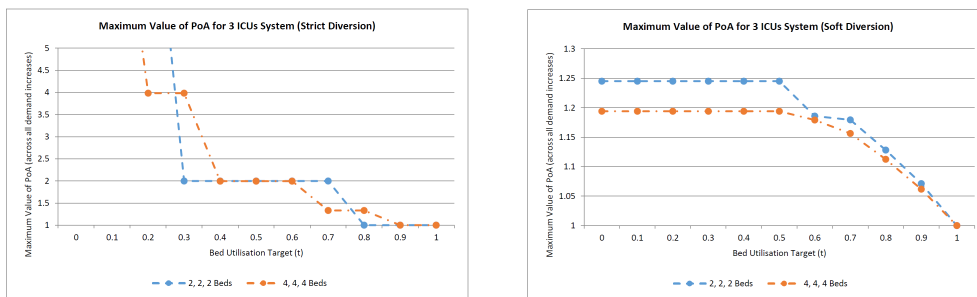 Maximum Value of PoA for 3 ICUs System (Strict Diversion)
Maximum Value of PoA (across all demand increases)
5
4.5
4
3.5
3
2.5
2
1.5
1
0 0.1 0.2 0.3 0.4 0.5 0.6 0.7 0.8 0.9 1
Bed Utilisation Target (t)
2, 2, 2 Beds 4, 4, 4 Beds
Maximum Value of PoA for 3 ICUs System (Soft Diversion)
Maximum Value of PoA (across all demand increases)
1.3
1.25
1.2
1.15
1.1
1.05
1
0 0.1 0.2 0.3 0.4 0.5 0.6 0.7 0.8 0.9 1
Bed Utilisation Target (t)
2, 2, 2 Beds 4, 4, 4 Beds